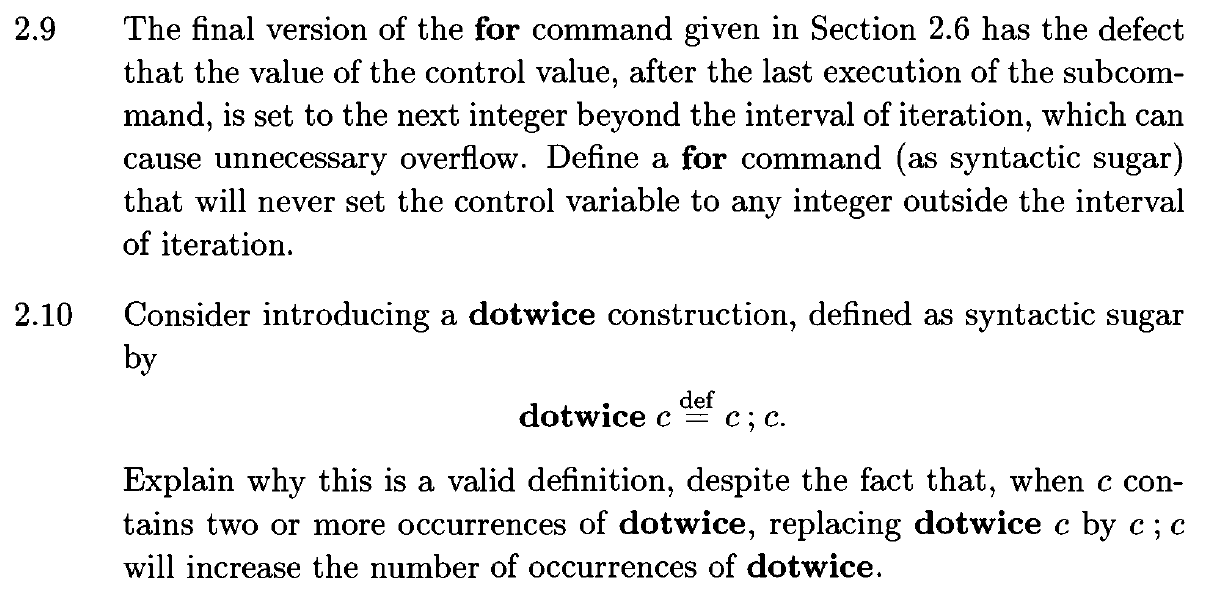 2.9 The final version of the for command given in Section 2.6 has the defect
that the value of the control value, after the last execution of the subcom-
mand, is set to the next integer beyond the interval of iteration, which can
cause unnecessary overflow. Define a for command (as syntactic sugar)
that will never set the control variable to any integer outside the interval
of iteration.
2.10 Consider introducing a dotwice construction, defined as syntactic sugar
by
dotwice c def= c ; c.
Explain why this is a valid definition, despite the fact that, when c con-
tains two or more occurrences of dotwice, replacing dotwice c by c ; c
will increase the number of occurrences of dotwice.